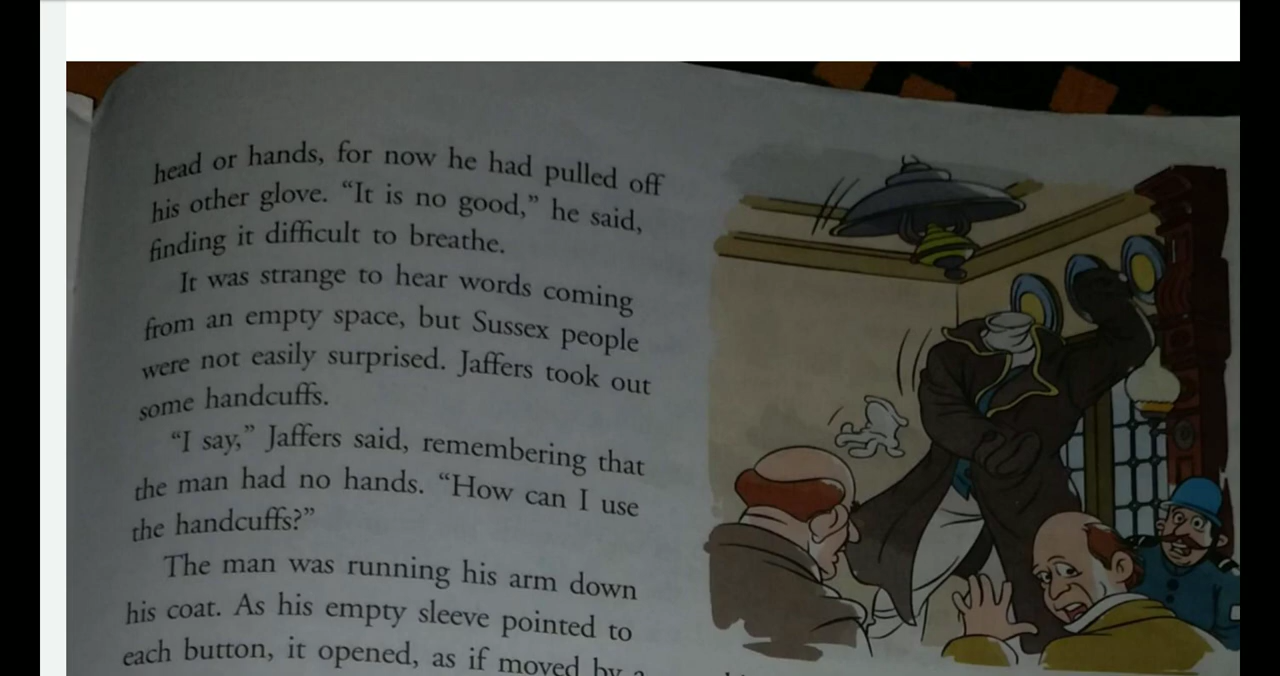 head or hands, for now he had pulled off
his other glove. “It is no good,” he said,
finding it difficult to breathe.
It was strange to hear words coming
from an empty space, but Sussex people
were not easily surprised. Jaffers took out
some handcuffs.
“I say,” Jaffers said, remembering that
the man had no hands. “How can I use
the handcuffs?”
The man was running his arm down
his coat. As his empty sleeve pointed to
each button, it opened, as if moved by a